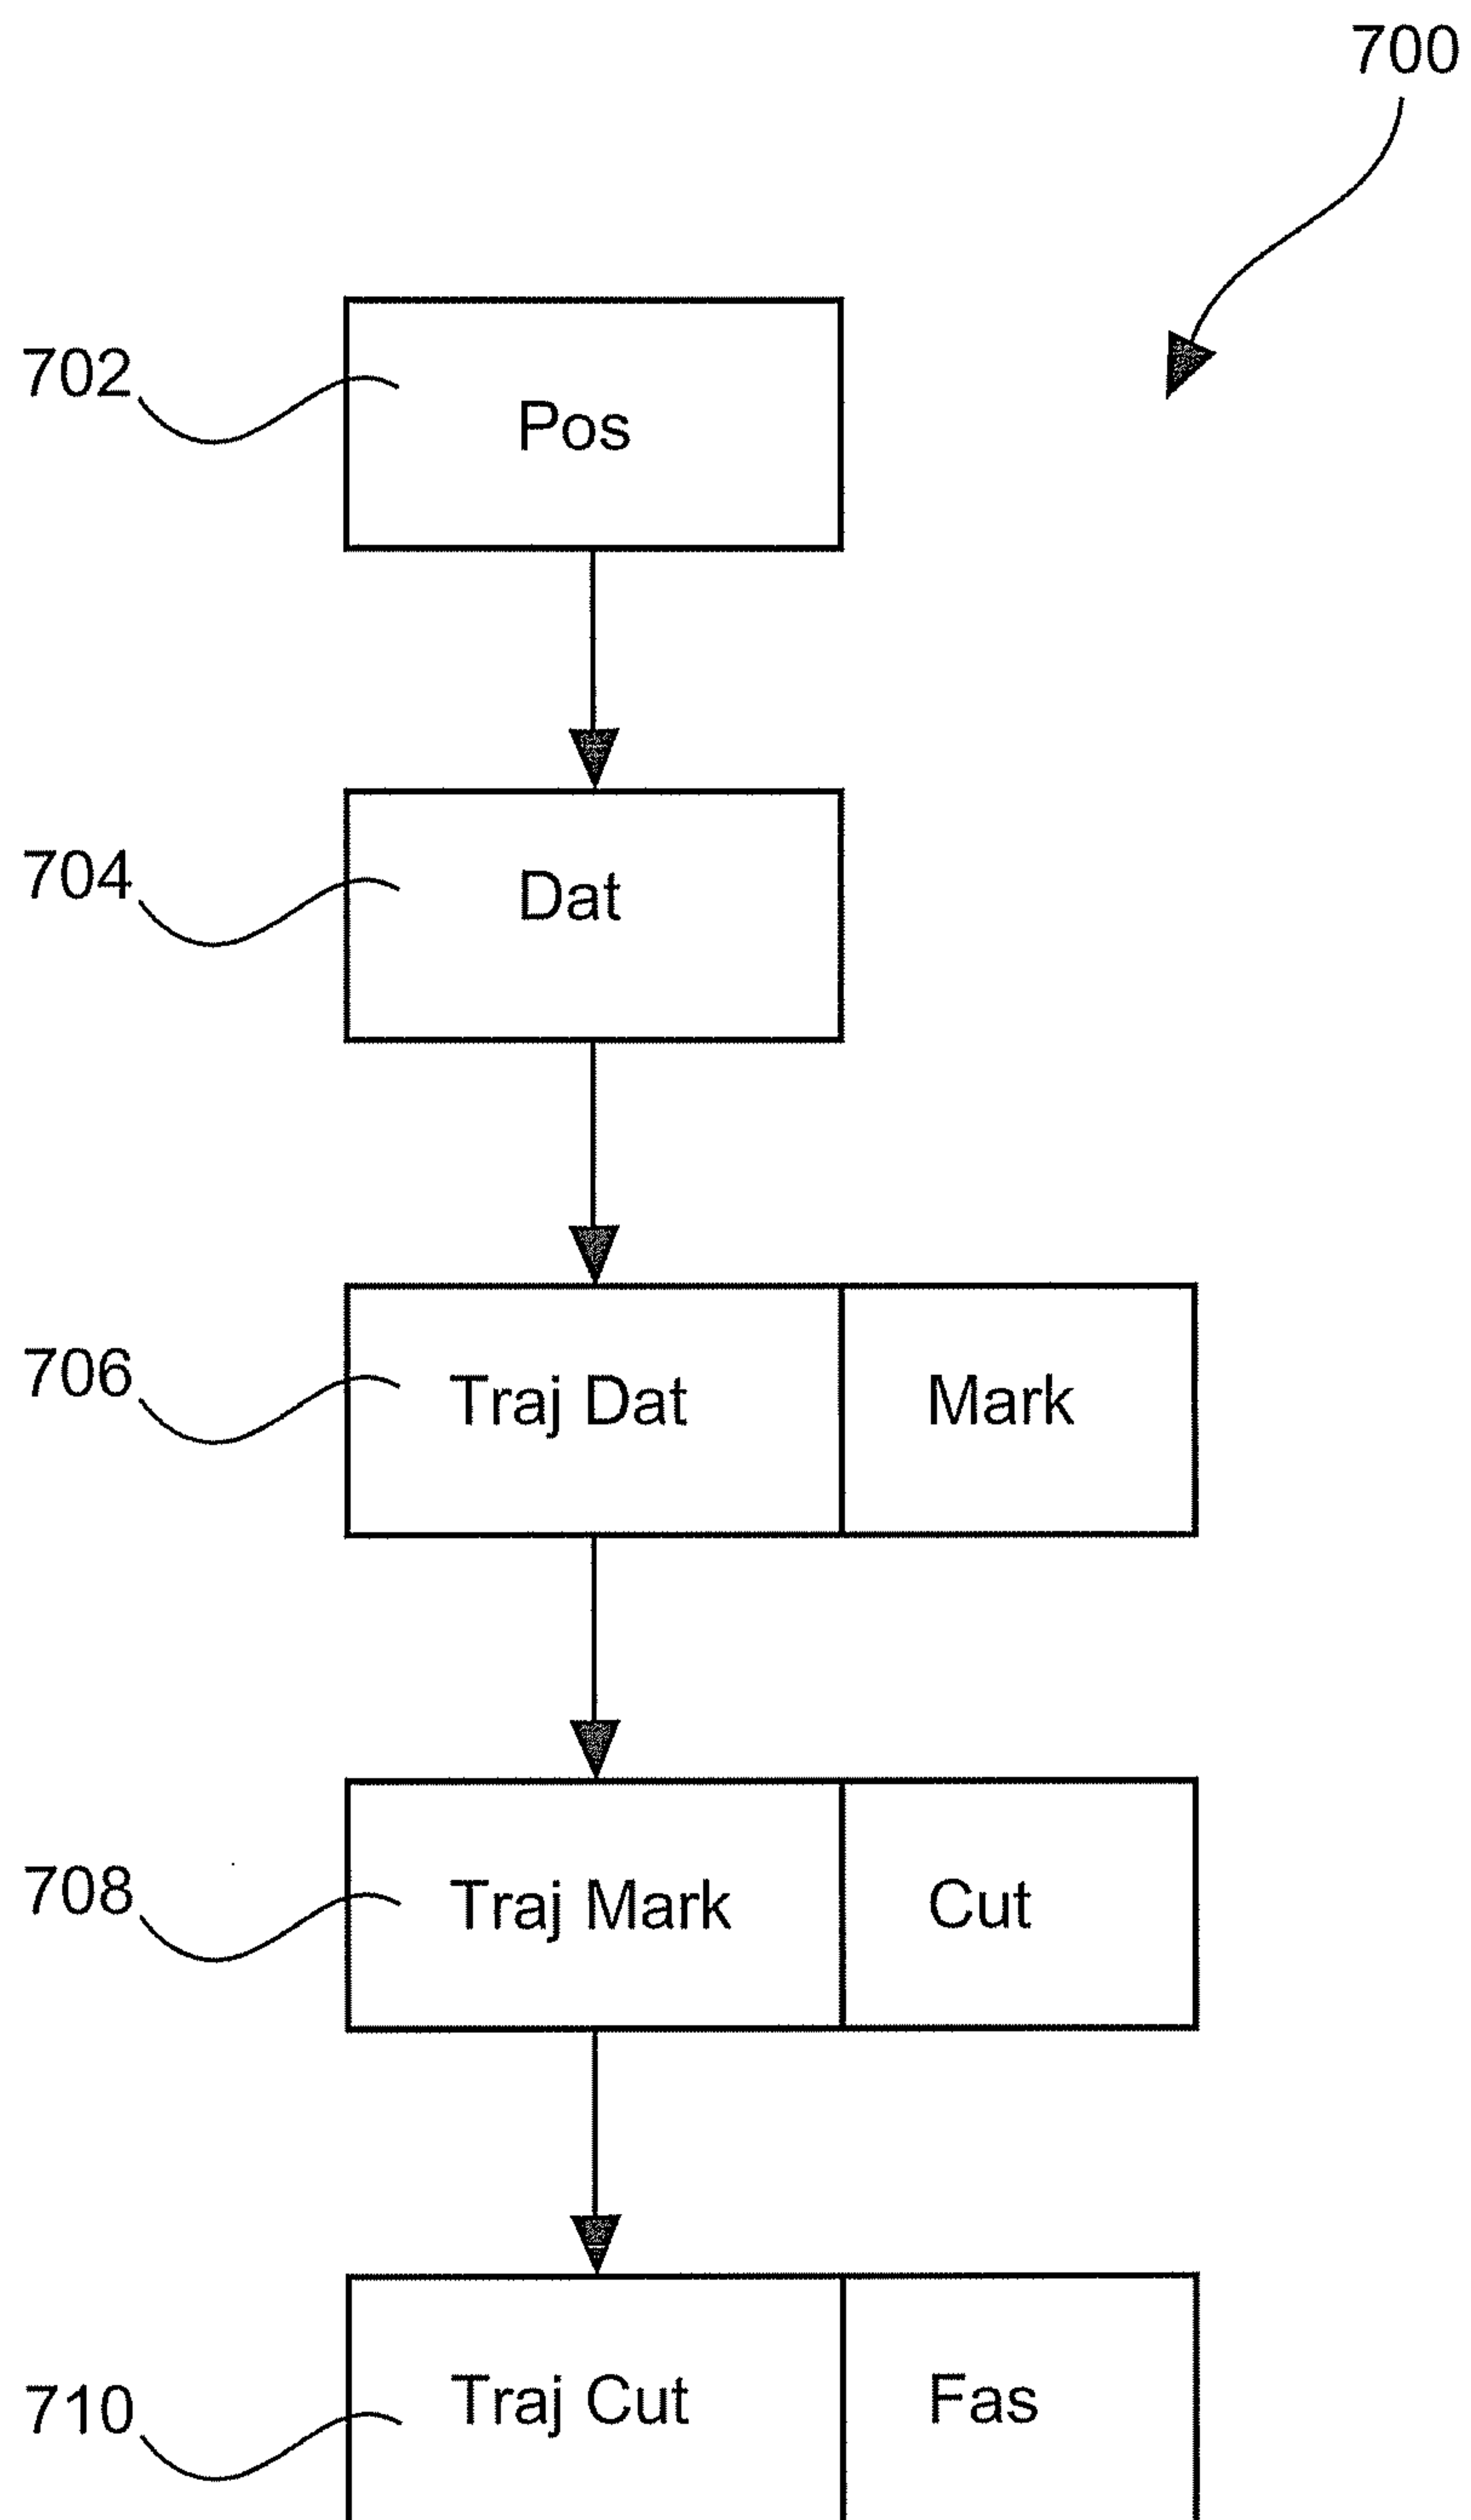 700
702
Pos
704
Dat
706
Traj Dat
Mark
708
Traj Mark
Cut
710
Traj Cut
Fas